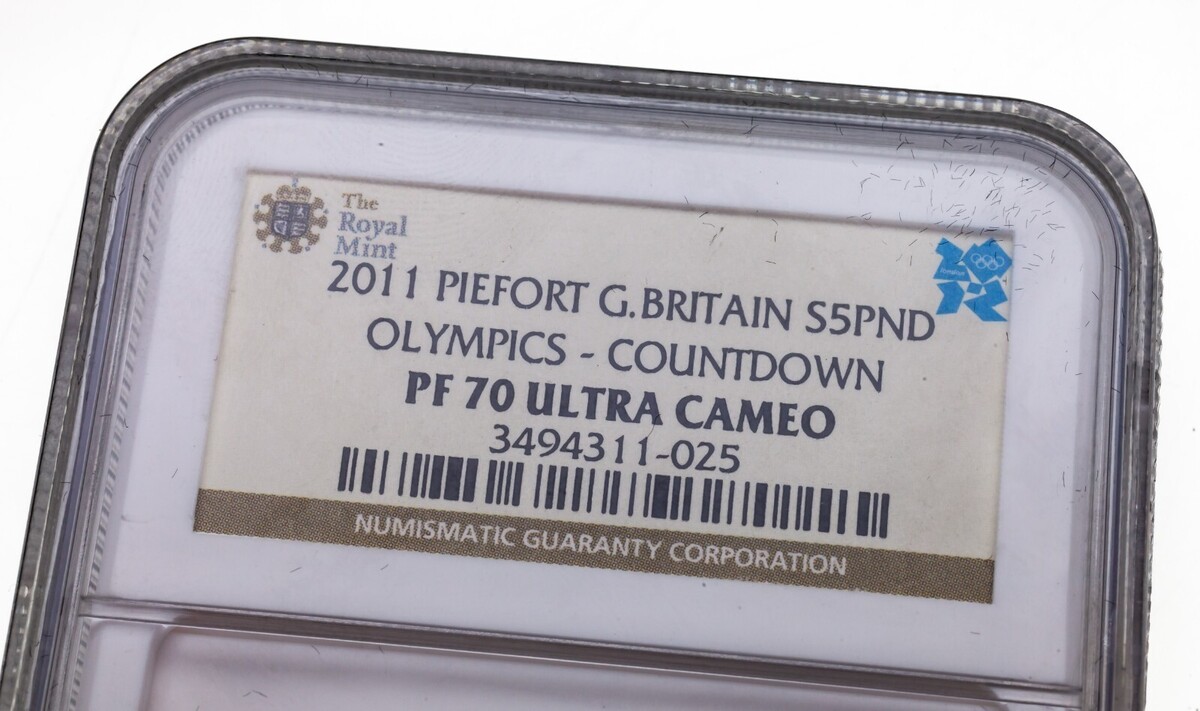 The
Royal
Mint
2011 PIEFORT G.BRITAIN S5PND
OLYMPICS - COUNTDOWN
PF 70 ULTRA CAMEO
3494311-025
NUMISMATIC GUARANTY CORPORATION